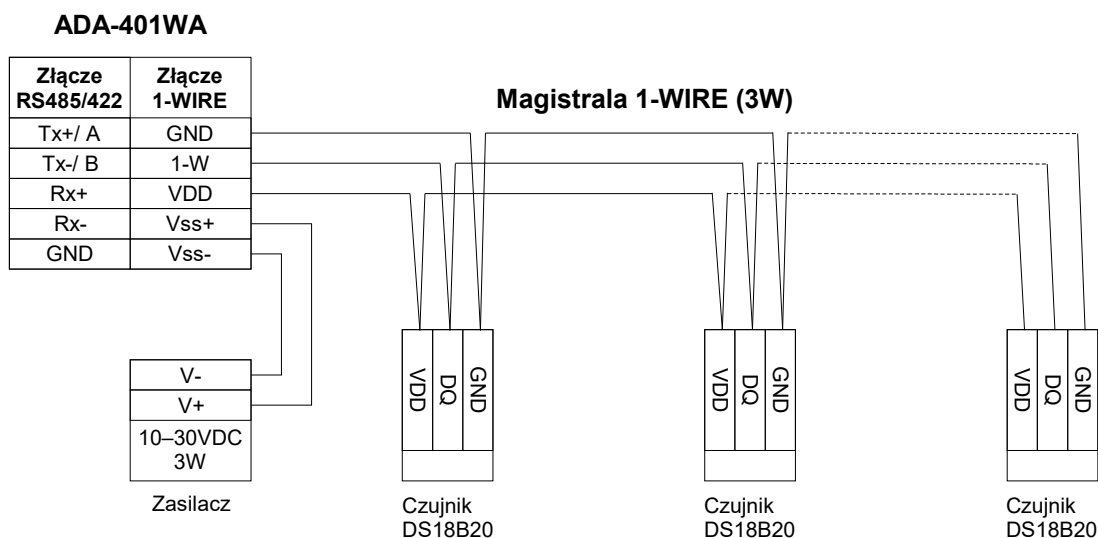 ADA-401WA
Złącze
RS485/422
Złącze
1-WIRE
Tx+/ A
GND
Tx-/ B
1-W
Rx+
VDD
Rx-
Vss+
GND
Vss-
Magistrala 1-WIRE (3W)
V-
V+
10–30VDC
3W
Zasilacz
VDD
DQ
GND
Czujnik
DS18B20
VDD
DQ
GND
Czujnik
DS18B20
VDD
DQ
GND
Czujnik
DS18B20